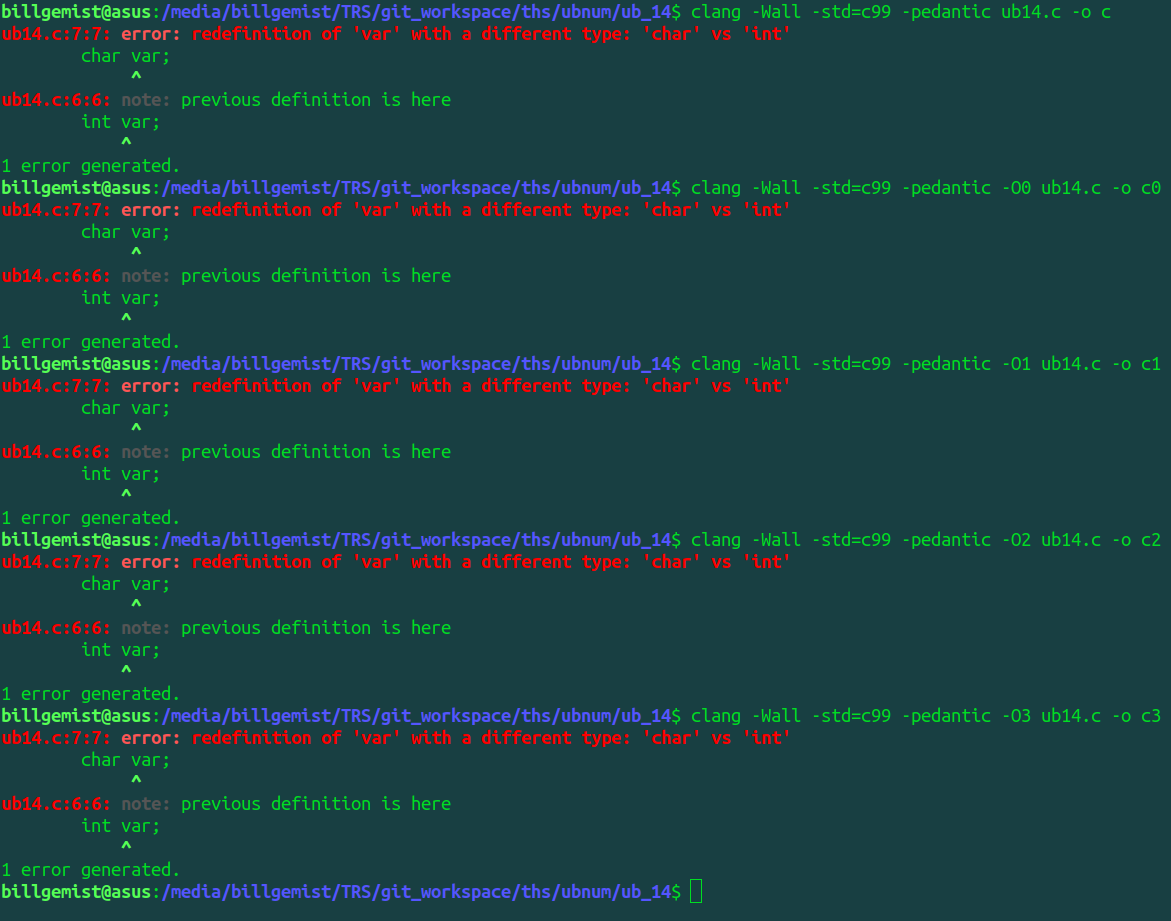 billgemist@asus:/media/billgemist/TRS/git_workspace/ths/ubnum/ub_14$ clang -Wall -std=c99 -pedantic ub14.c -o c
ub14.c:7:7: error: redefinition of 'var' with a different type: 'char' vs 'int'
        char var;
             ^
ub14.c:6:6: note: previous definition is here
        int var;
            ^
1 error generated.
billgemist@asus:/media/billgemist/TRS/git_workspace/ths/ubnum/ub_14$ clang -Wall -std=c99 -pedantic -O0 ub14.c -o c0
ub14.c:7:7: error: redefinition of 'var' with a different type: 'char' vs 'int'
        char var;
             ^
ub14.c:6:6: note: previous definition is here
        int var;
            ^
1 error generated.
billgemist@asus:/media/billgemist/TRS/git_workspace/ths/ubnum/ub_14$ clang -Wall -std=c99 -pedantic -O1 ub14.c -o c1
ub14.c:7:7: error: redefinition of 'var' with a different type: 'char' vs 'int'
        char var;
             ^
ub14.c:6:6: note: previous definition is here
        int var;
            ^
1 error generated.
billgemist@asus:/media/billgemist/TRS/git_workspace/ths/ubnum/ub_14$ clang -Wall -std=c99 -pedantic -O2 ub14.c -o c2
ub14.c:7:7: error: redefinition of 'var' with a different type: 'char' vs 'int'
        char var;
             ^
ub14.c:6:6: note: previous definition is here
        int var;
            ^
1 error generated.
billgemist@asus:/media/billgemist/TRS/git_workspace/ths/ubnum/ub_14$ clang -Wall -std=c99 -pedantic -O3 ub14.c -o c3
ub14.c:7:7: error: redefinition of 'var' with a different type: 'char' vs 'int'
        char var;
             ^
ub14.c:6:6: note: previous definition is here
        int var;
            ^
1 error generated.
billgemist@asus:/media/billgemist/TRS/git_workspace/ths/ubnum/ub_14$